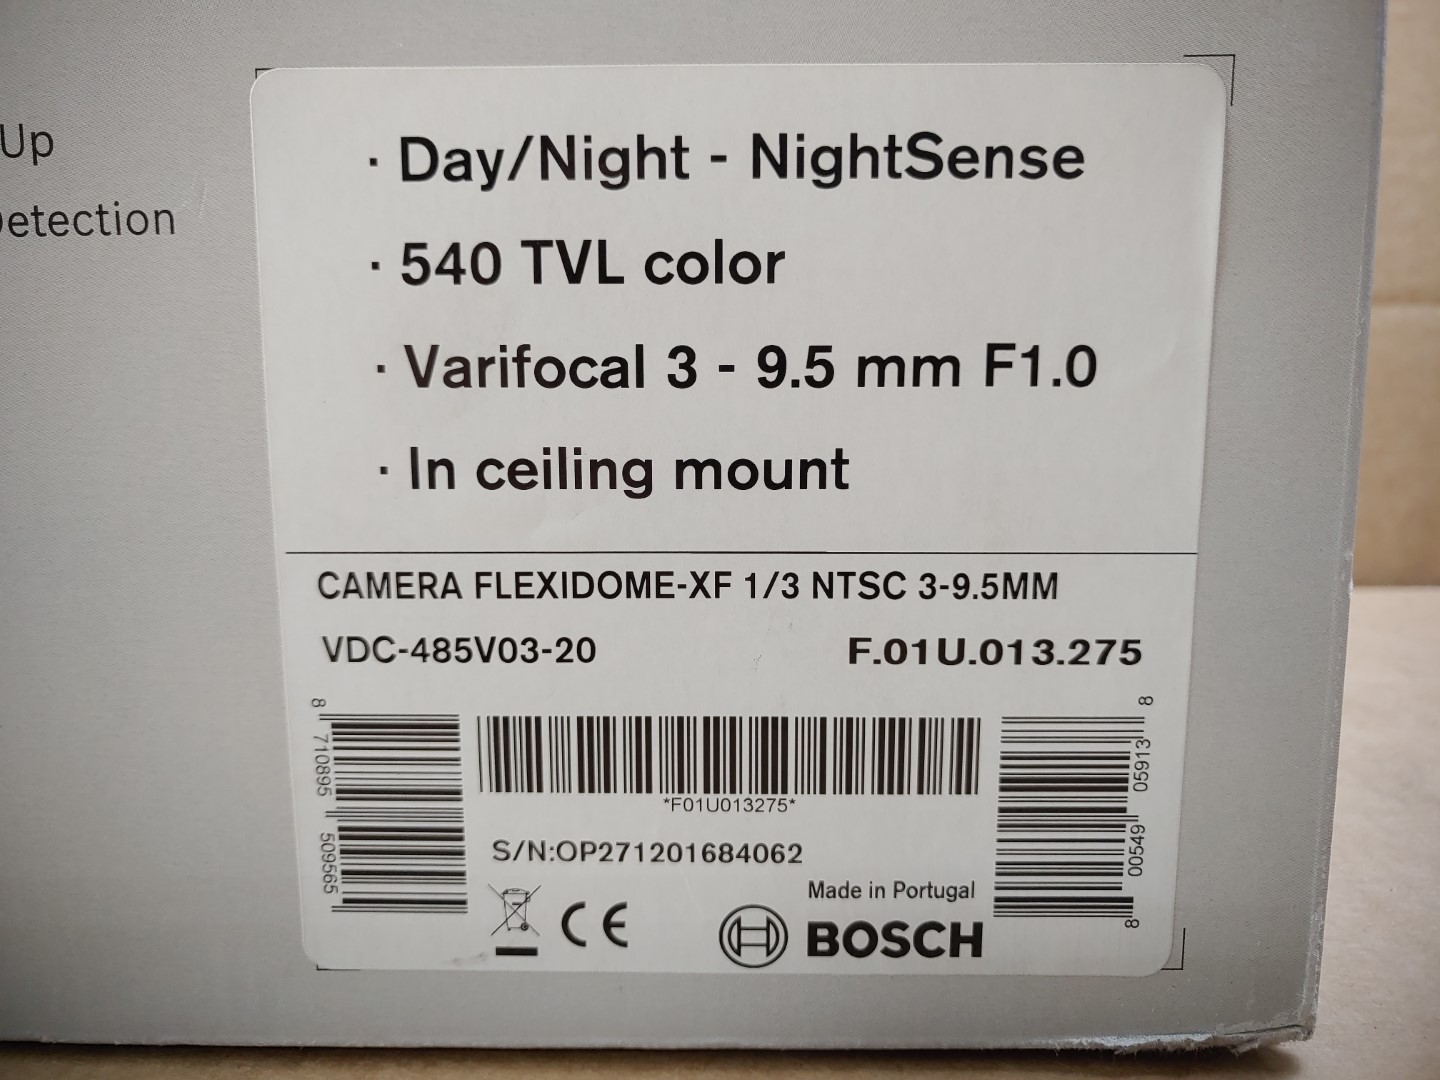 Up
Detection
· Day/Night - NightSense
· 540 TVL color
· Varifocal 3 - 9.5 mm F1.0
· In ceiling mount
CAMERA FLEXIDOME-XF 1/3 NTSC 3-9.5MM
VDC-485V03-20
F.01U.013.275
8 710895 509565
*F01U013275*
8 00549 05913 8
S/N:OP271201684062
CE
Made in Portugal
BOSCH